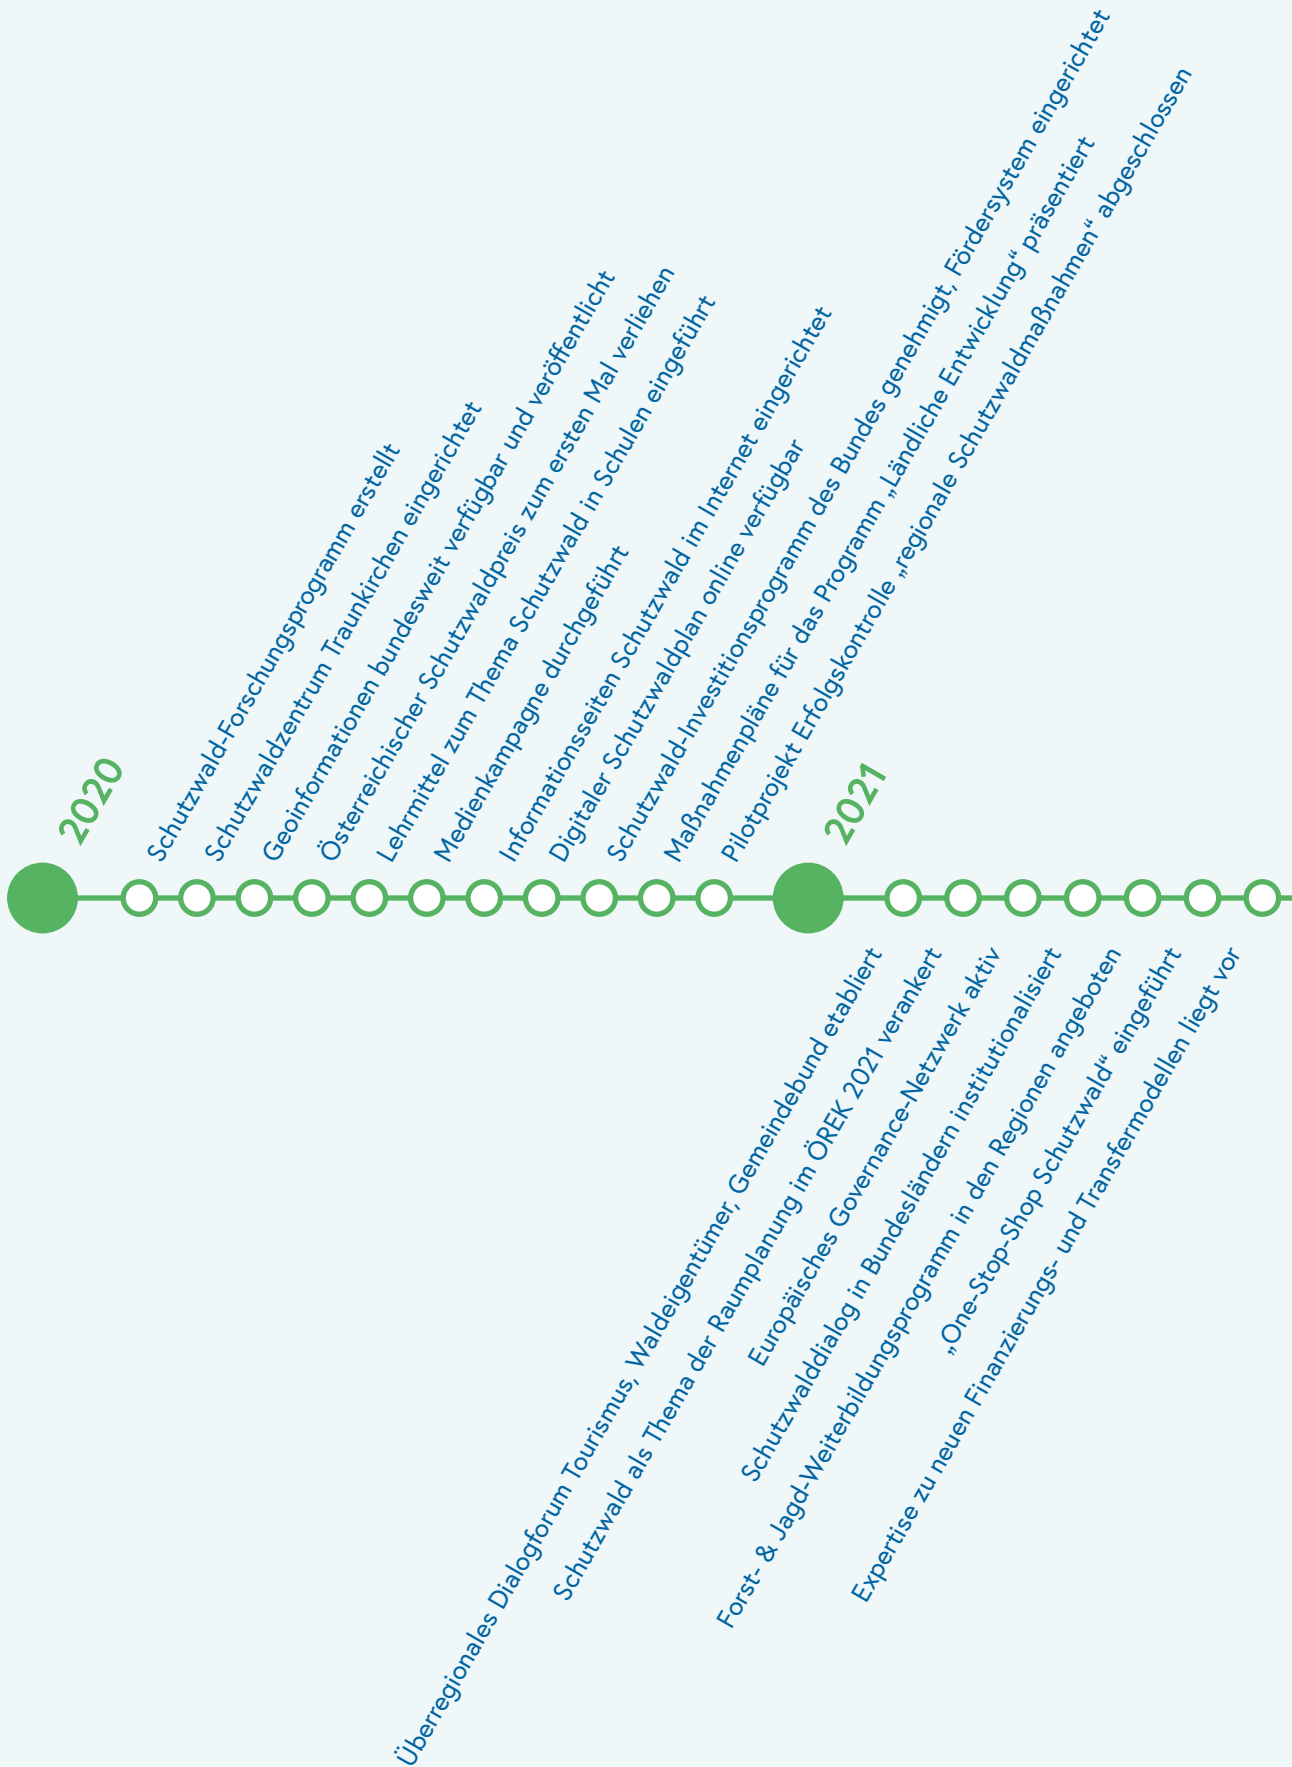 2020
Schutzwald-Forschungsprogramm erstellt
Schutzwaldzentrum Traunkirchen eingerichtet
Geoinformationen bundesweit verfügbar und veröffentlicht
Österreichischer Schutzwaldpreis zum ersten Mal verliehen
Lehrmittel zum Thema Schutzwald in Schulen eingeführt
Medienkampagne durchgeführt
Informationsseiten Schutzwald im Internet eingerichtet
Digitaler Schutzwaldplan online verfügbar
Schutzwald-Investitionsprogramm des Bundes genehmigt, Fördersystem eingerichtet
Maßnahmenpläne für das Programm „Ländliche Entwicklung“ präsentiert
Pilotprojekt Erfolgskontrolle „regionale Schutzwaldmaßnahmen“ abgeschlossen
2021
Überregionales Dialogforum Tourismus, Waldeigentümer, Gemeindebund etabliert
Schutzwald als Thema der Raumplanung im ÖREK 2021 verankert
Europäisches Governance-Netzwerk aktiv
Schutzwalddialog in Bundesländern institutionalisiert
Forst- & Jagd-Weiterbildungsprogramm in den Regionen angeboten
„One-Stop-Shop Schutzwald“ eingeführt
Expertise zu neuen Finanzierungs- und Transfermodellen liegt vor